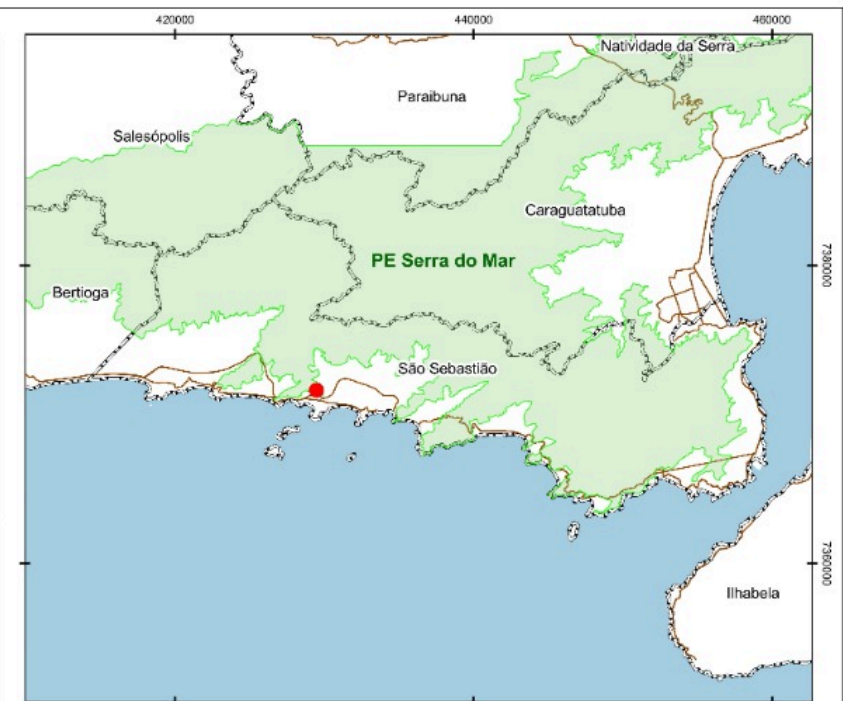 420000
440000
460000
Natividade da Serra
Paraibuna
Salesópolis
Caraguatatuba
PE Serra do Mar
7380000
Bertioga
São Sebastião
7360000
Ilhabela